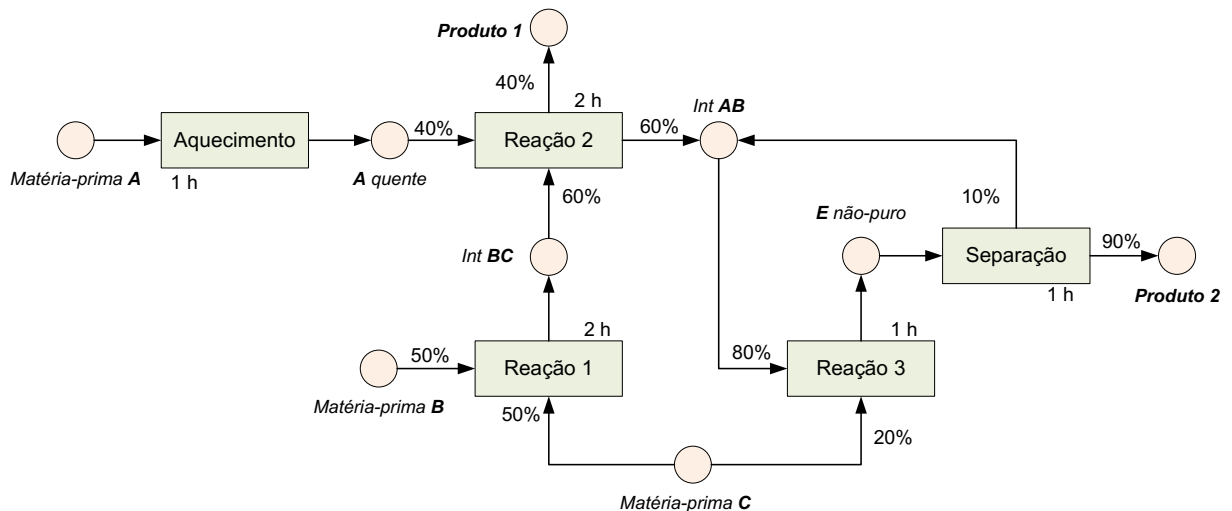 Produto 1
40%
2 h
Int AB
Aquecimento
40%
Reação 2
60%
Matéria-prima A
1 h
A quente
60%
E não-puro
10%
Int BC
Separação
90%
1 h
Produto 2
2 h
1 h
50%
Reação 1
80%
Reação 3
Matéria-prima B
50%
20%
Matéria-prima C